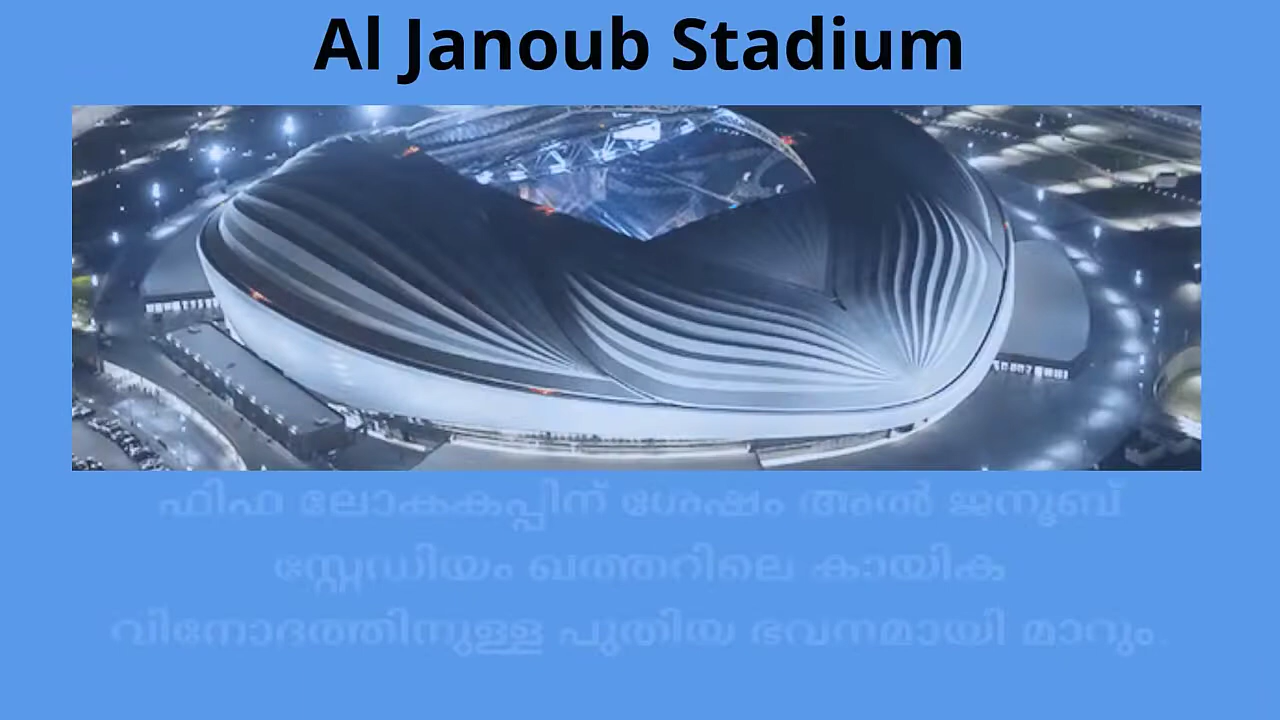 Al Janoub Stadium
ഫിഫ ലോകകപ്പിന് ശേഷം അൽ ജനൂബ്
സ്റ്റേഡിയം ഖത്തറിലെ കായിക
വിനോദത്തിനുള്ള പുതിയ ഭവനമായി മാറും.